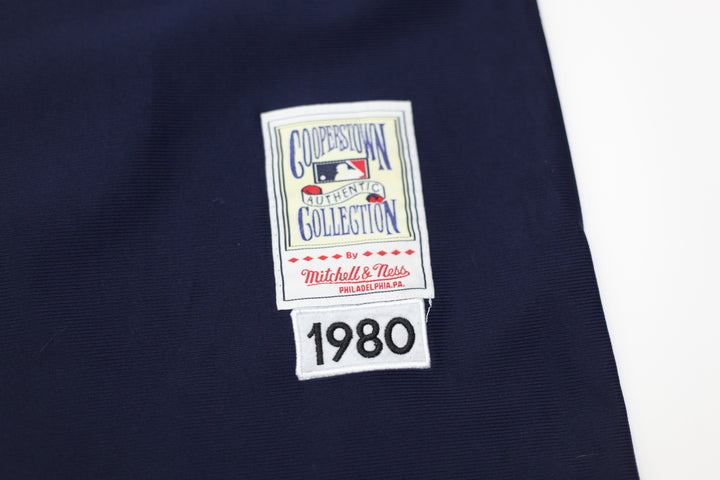 COOPERSTOWN
AUTHENTIC
COLLECTION
By
Mitchell & Ness
PHILADELPHIA.PA.
1980